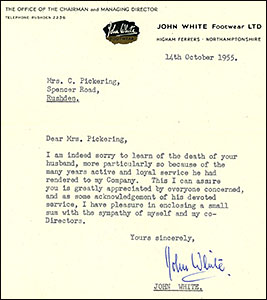 THE OFFICE OF THE CHAIRMAN and MANAGING DIRECTOR
TELEPHONE RUSHDEN 2236
John White
JOHN WHITE Footwear LTD
HIGHAM FERRERS · NORTHAMPTONSHIRE
14th October 1955.
Mrs. C. Pickering,
Spencer Road,
Rushden.
Dear Mrs. Pickering,
I am indeed sorry to learn of the death of your
husband, more particularly so because of the
many years active and loyal service he had
rendered to my Company. This I can assure
you is greatly appreciated by everyone concerned,
and as some acknowledgement of his devoted
service, I have pleasure in enclosing a small
sum with the sympathy of myself and my co-
Directors.
Yours sincerely,
John White
JOHN WHITE.